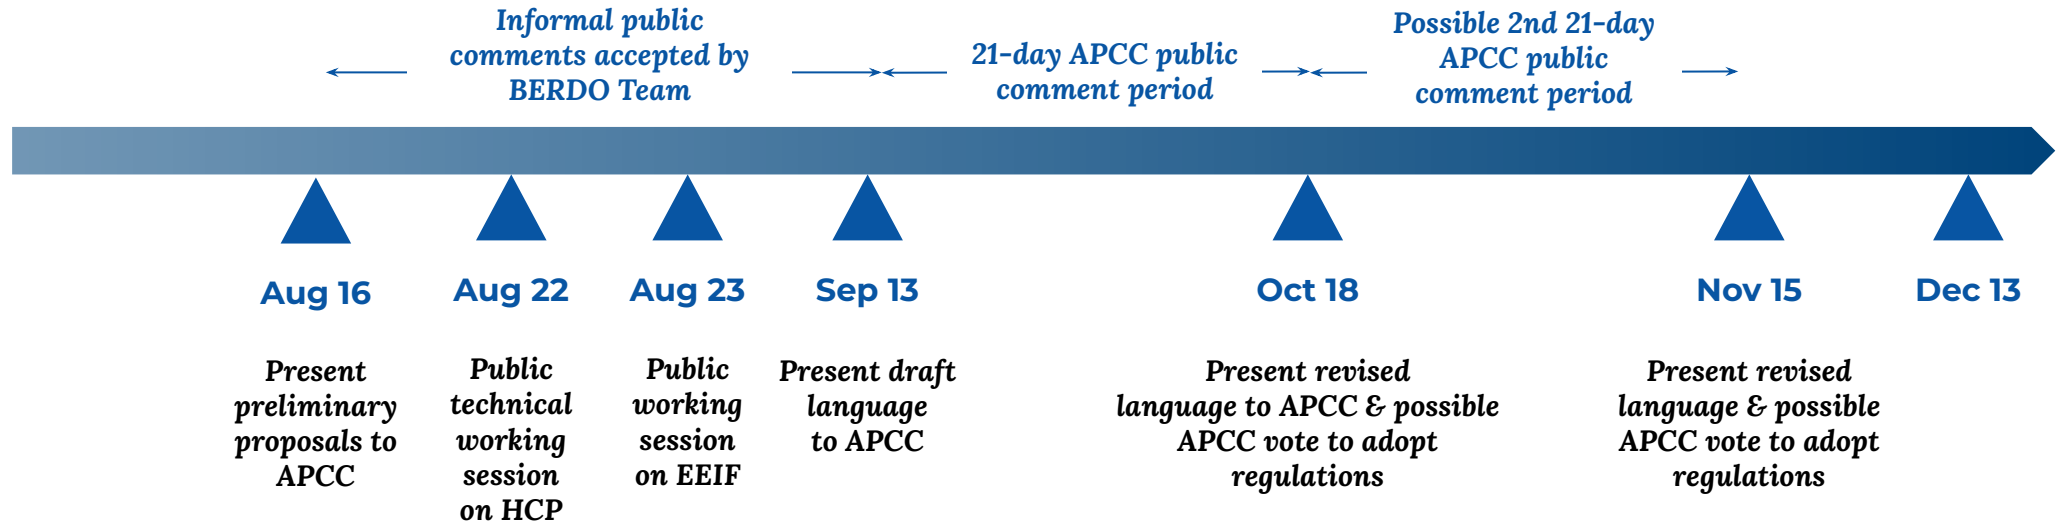 Informal public
comments accepted by
BERDO Team
21-day APCC public
comment period
Possible 2nd 21-day
APCC public
comment period
Aug 16
Aug 22
Aug 23
Sep 13
Oct 18
Nov 15
Dec 13
Present
preliminary
proposals to
APCC
Public
technical
working
session
on HCP
Public
working
session
on EEIF
Present draft
language
to APCC
Present revised
language to APCC & possible
APCC vote to adopt
regulations
Present revised
language & possible
APCC vote to adopt
regulations